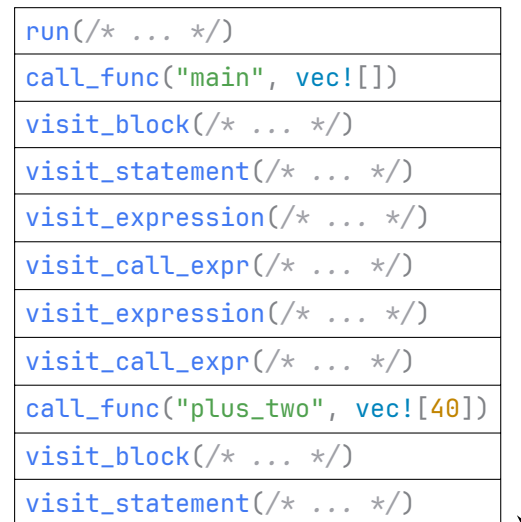 run(/* ... */)
call_func("main", vec![])
visit_block(/* ... */)
visit_statement(/* ... */)
visit_expression(/* ... */)
visit_call_expr(/* ... */)
visit_expression(/* ... */)
visit_call_expr(/* ... */)
call_func("plus_two", vec![40])
visit_block(/* ... */)
visit_statement(/* ... */)